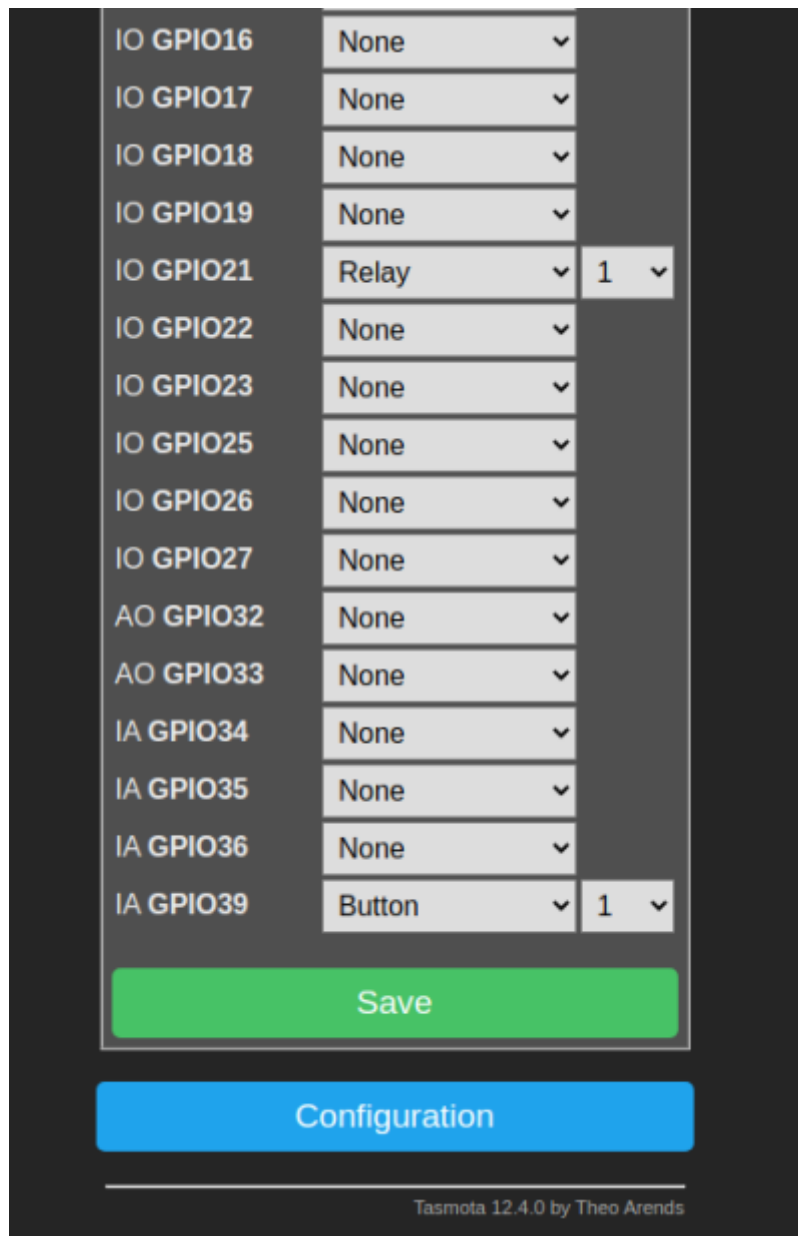 IO GPIO16 None
IO GPIO17 None
IO GPIO18 None
IO GPIO19 None
IO GPIO21 Relay 1
IO GPIO22 None
IO GPIO23 None
IO GPIO25 None
IO GPIO26 None
IO GPIO27 None
AO GPIO32 None
AO GPIO33 None
IA GPIO34 None
IA GPIO35 None
IA GPIO36 None
IA GPIO39 Button 1
Save
Configuration
Tasmota 12.4.0 by Theo Arends